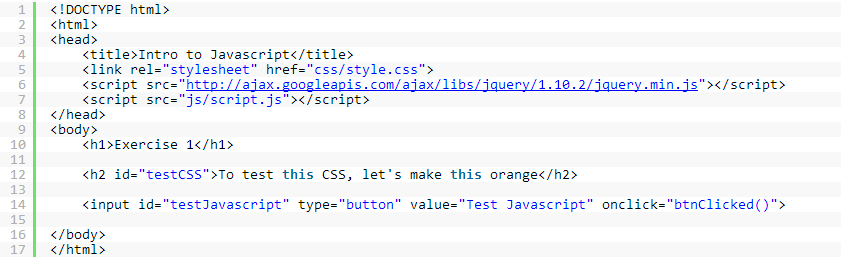 1 <!DOCTYPE html>
2 <html>
3 <head>
4     <title>Intro to Javascript</title>
5     <link rel="stylesheet" href="css/style.css">
6     <script src="http://ajax.googleapis.com/ajax/libs/jquery/1.10.2/jquery.min.js"></script>
7     <script src="js/script.js"></script>
8 </head>
9 <body>
10     <h1>Exercise 1</h1>
11
12     <h2 id="testCSS">To test this CSS, let's make this orange</h2>
13
14     <input id="testJavascript" type="button" value="Test Javascript" onclick="btnClicked()">
15
16 </body>
17 </html>